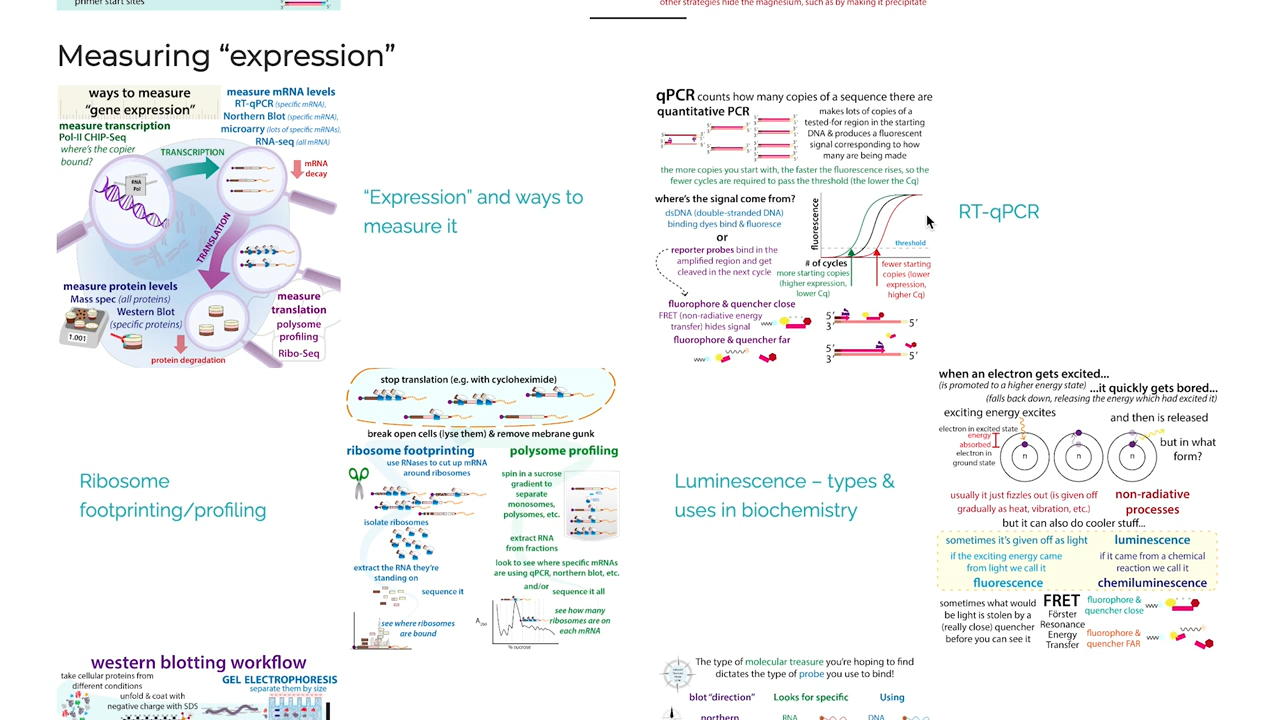 primer start sites
other strategies hide the magnesium, such as by making it precipitate
Measuring “expression”
ways to measure
“gene expression”
measure mRNA levels
RT-qPCR (specific mRNA),
Northern Blot (specific mRNA),
microarry (lots of specific mRNAs),
RNA-seq (all mRNA)
measure transcription
Pol-II CHIP-Seq
where's the copier
bound?
TRANSCRIPTION
mRNA
decay
RNA
Pol
TRANSLATION
measure protein levels
Mass spec (all proteins)
Western Blot
(specific proteins)
1.001
protein degradation
measure
translation
polysome
profiling
Ribo-Seq
“Expression” and ways to
measure it
qPCR counts how many copies of a sequence there are
quantitative PCR
makes lots of copies of a
tested-for region in the starting
DNA & produces a fluorescent
signal corresponding to how
many are being made
the more copies you start with, the faster the fluorescence rises, so the
fewer cycles are required to pass the threshold (the lower the Cq)
where's the signal come from?
dsDNA (double-stranded DNA)
binding dyes bind & fluoresce
or
reporter probes bind in the
amplified region and get
cleaved in the next cycle
fluorescence
threshold
# of cycles
more starting copies
(higher expression,
lower Cq)
fewer starting
copies (lower
expression,
higher Cq)
fluorophore & quencher close
FRET (non-radiative energy
transfer) hides signal
fluorophore & quencher far
5'
3'
5'
5'
3'
5'
RT-qPCR
Ribosome
footprinting/profiling
stop translation (e.g. with cycloheximide)
break open cells (lyse them) & remove mebrane gunk
ribosome footprinting
use RNases to cut up mRNA
around ribosomes
isolate ribosomes
extract the RNA they're
standing on
sequence it
see where ribosomes
are bound
polysome profiling
spin in a sucrose
gradient to
separate
monosomes,
polysomes, etc.
extract RNA
from fractions
look to see where specific mRNAs
are using qPCR, northern blot, etc.
and/or
sequence it all
see how many
ribosomes are on
each mRNA
% sucrose
Luminescence – types &
uses in biochemistry
when an electron gets excited...
(is promoted to a higher energy state) ...it quickly gets bored...
(falls back down, releasing the energy which had excited it)
exciting energy excites
electron in excited state
energy
absorbed
electron in
ground state
n
n
n
and then is released
but in what
form?
usually it just fizzles out (is given off
gradually as heat, vibration, etc.)
non-radiative
processes
but it can also do cooler stuff...
sometimes it's given off as light
luminescence
if the exciting energy came
from light we call it
fluorescence
if it came from a chemical
reaction we call it
chemiluminescence
sometimes what would
be light is stolen by a
(really close) quencher
before you can see it
FRET
Förster
Resonance
Energy
Transfer
fluorophore &
quencher close
fluorophore &
quencher FAR
western blotting workflow
take cellular proteins from
different conditions
unfold & coat with
negative charge with SDS
GEL ELECTROPHORESIS
separate them by size
The type of molecular treasure you're hoping to find
dictates the type of probe you use to bind!
blot “direction”
Looks for specific
Using
northern
RNA
DNA